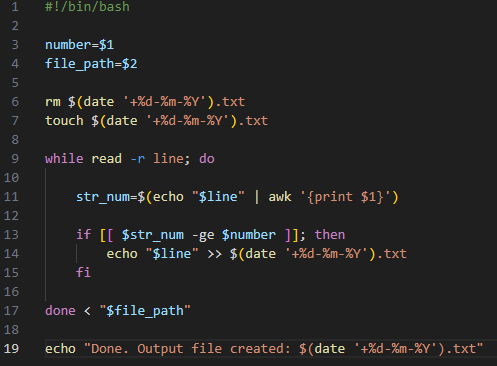 1 #!/bin/bash
2
3 number=$1
4 file_path=$2
5
6 rm $(date '+%d-%m-%Y').txt
7 touch $(date '+%d-%m-%Y').txt
8
9 while read -r line; do
10
11     str_num=$(echo "$line" | awk '{print $1}')
12
13     if [[ $str_num -ge $number ]]; then
14         echo "$line" >> $(date '+%d-%m-%Y').txt
15     fi
16
17 done < "$file_path"
18
19 echo "Done. Output file created: $(date '+%d-%m-%Y').txt"